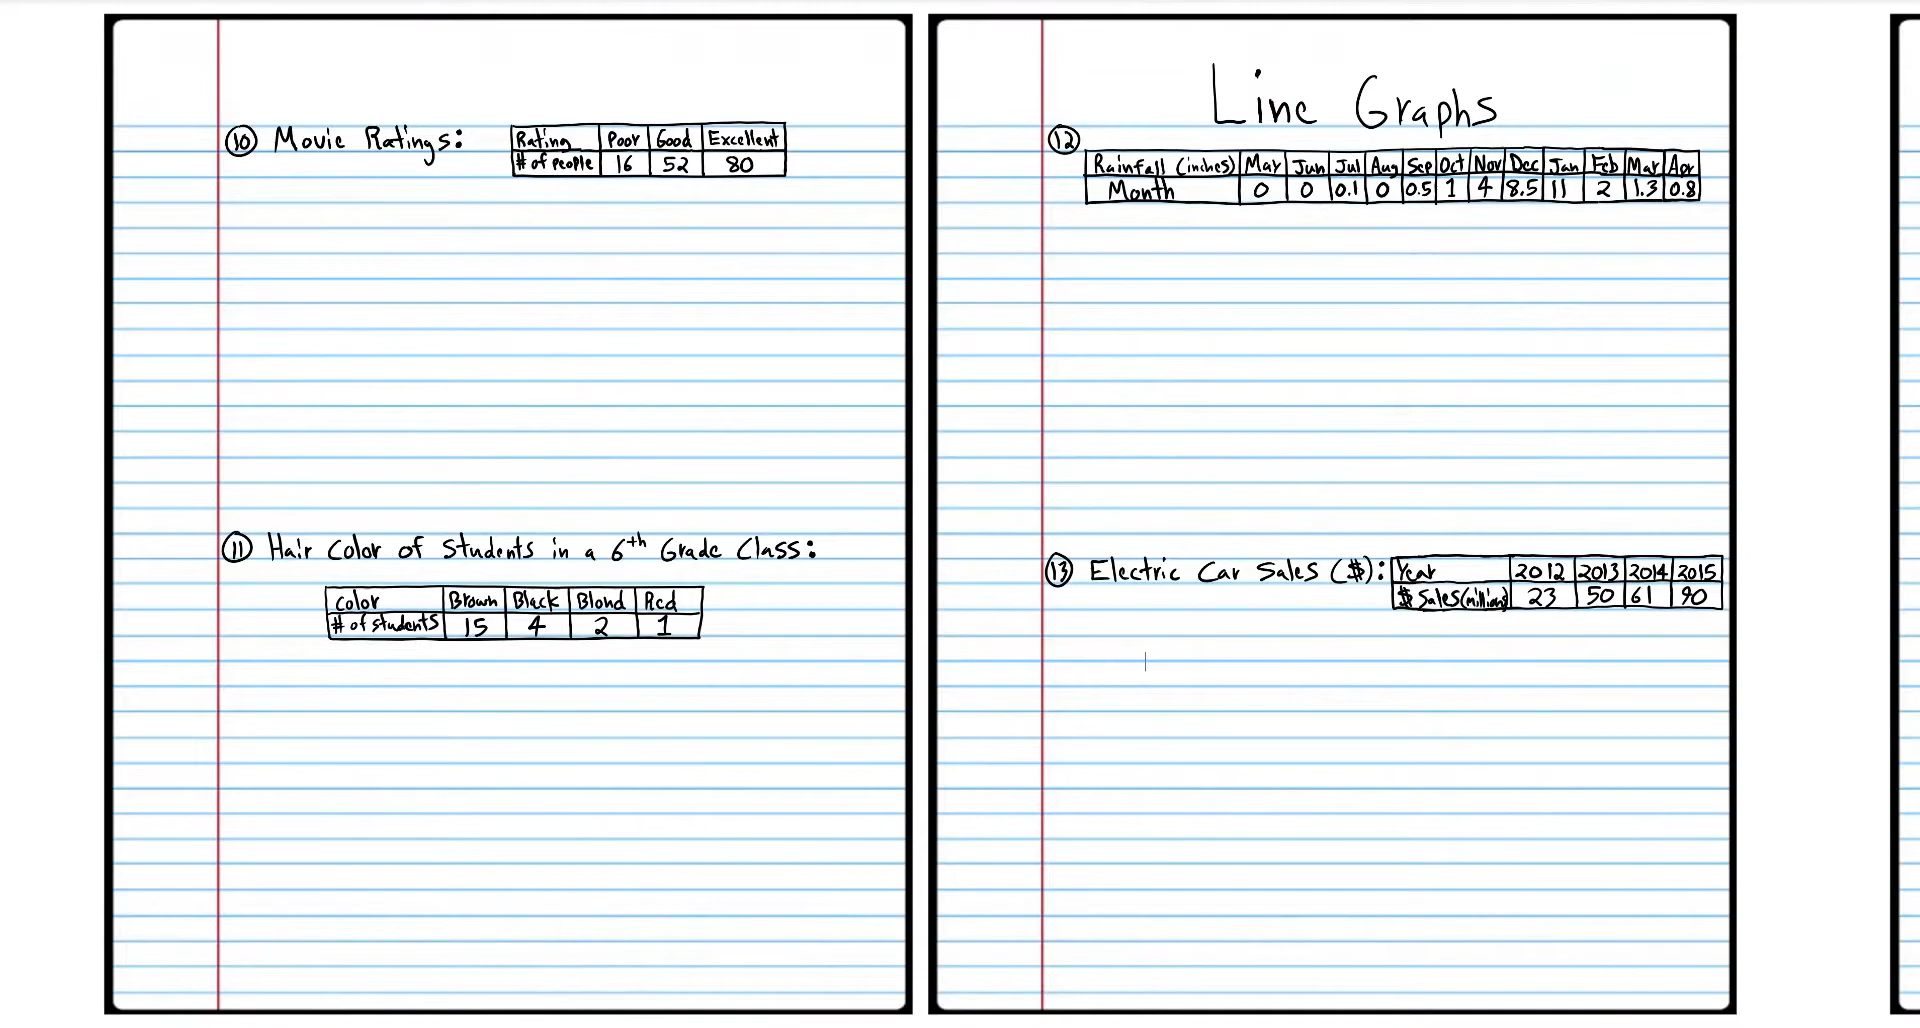 10 Movie Ratings:
Rating Poor Good Excellent
# of people 16 52 80
11 Hair Color of Students in a 6th Grade Class:
Color Brown Black Blond Red
# of students 15 4 2 1
Line Graphs
12
Rainfall (inches) Mar Jun Jul Aug Sep Oct Nov Dec Jan Feb Mar Apr
Month 0 0 0.1 0 0.5 1 4 8.5 11 2 1.3 0.8
13 Electric Car Sales ($):
Year 2012 2013 2014 2015
$ Sales (millions) 23 50 61 90